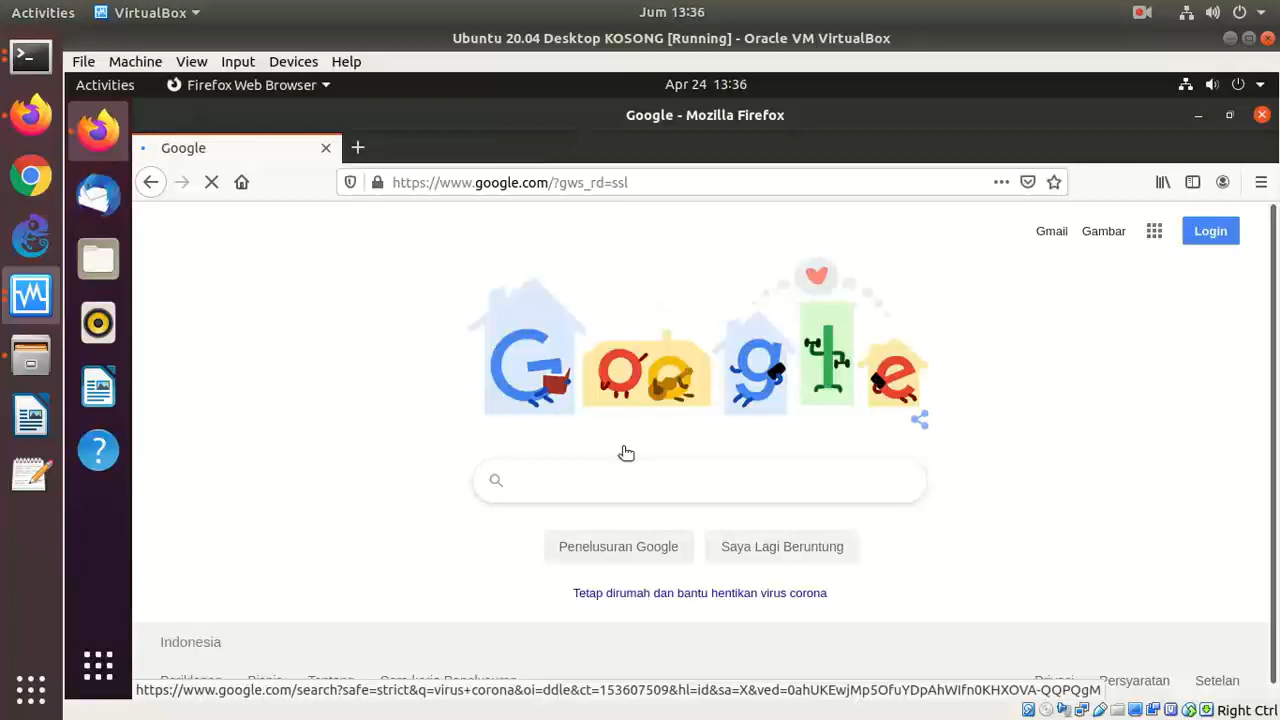 Activities VirtualBox Jum 13:36
Ubuntu 20.04 Desktop KOSONG [Running] - Oracle VM VirtualBox
File Machine View Input Devices Help
Activities Firefox Web Browser Apr 24 13:36
Google - Mozilla Firefox
Google
https://www.google.com/?gws_rd=ssl
Gmail Gambar Login
Google
Penelusuran Google Saya Lagi Beruntung
Tetap dirumah dan bantu hentikan virus corona
Indonesia
Persyaratan Setelan
https://www.google.com/search?safe=strict&q=virus+corona&oi=ddle&ct=153607509&hl=id&sa=X&ved=0ahUKEwjMp5OfuYDpAhWIfn0KHXOVA-QQPQgM
Right Ctrl